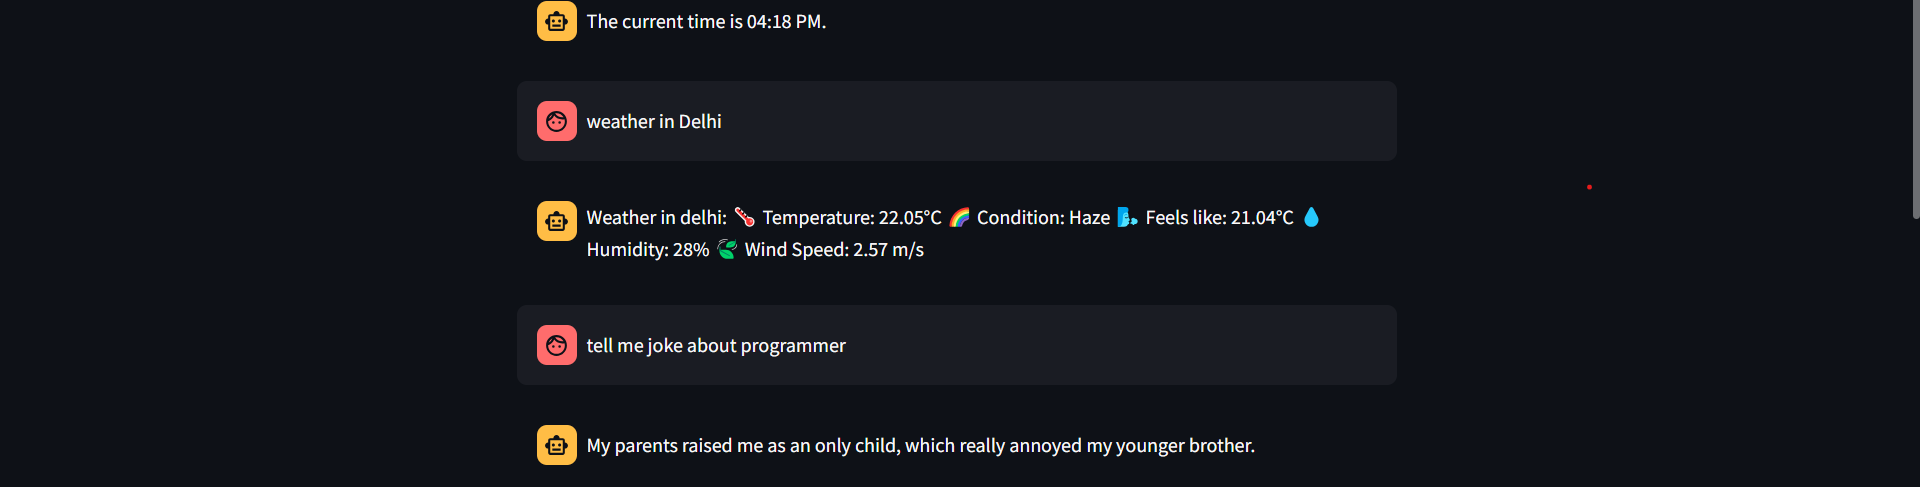 The current time is 04:18 PM.
weather in Delhi
Weather in delhi: 🌡️ Temperature: 22.05°C 🌈 Condition: Haze 🌬️ Feels like: 21.04°C 💧
Humidity: 28% 🍃 Wind Speed: 2.57 m/s
tell me joke about programmer
My parents raised me as an only child, which really annoyed my younger brother.